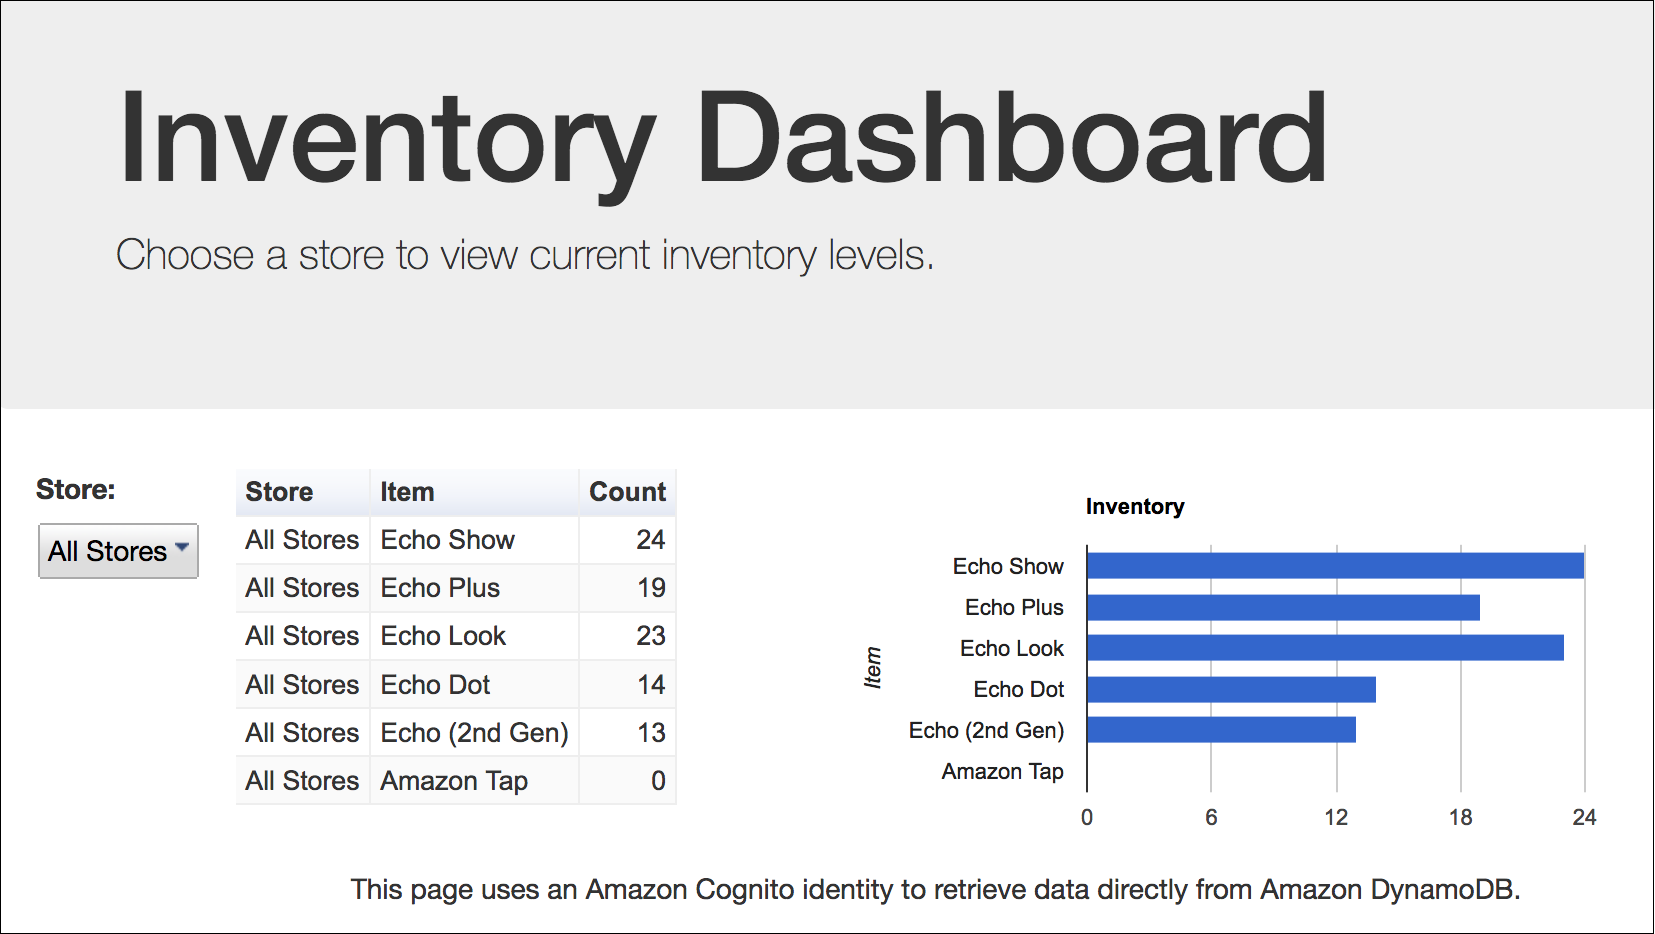 Inventory Dashboard
Choose a store to view current inventory levels.
Store:
All Stores
Store Item Count
All Stores Echo Show 24
All Stores Echo Plus 19
All Stores Echo Look 23
All Stores Echo Dot 14
All Stores Echo (2nd Gen) 13
All Stores Amazon Tap 0
Inventory
Item
Echo Show
Echo Plus
Echo Look
Echo Dot
Echo (2nd Gen)
Amazon Tap
0 6 12 18 24
This page uses an Amazon Cognito identity to retrieve data directly from Amazon DynamoDB.